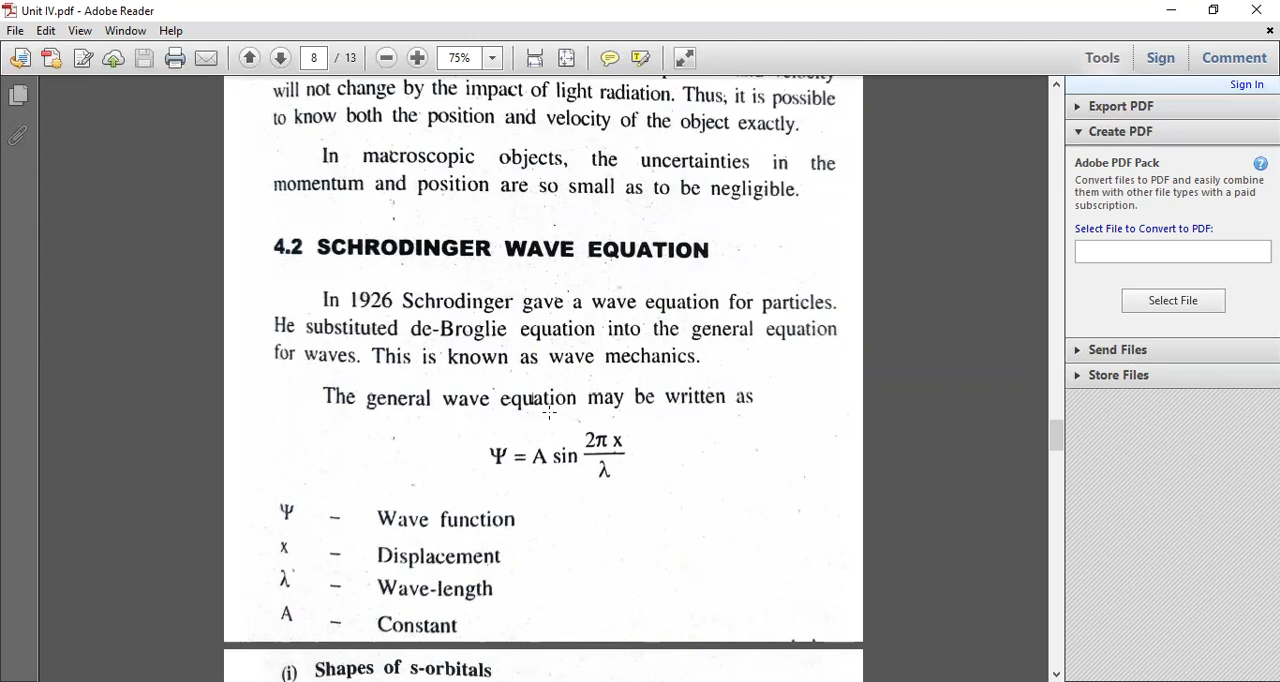 Unit IV.pdf - Adobe Reader
File Edit View Window Help
8 / 13 75% Tools Sign Comment
Sign In
Export PDF
Create PDF
Adobe PDF Pack
Convert files to PDF and easily combine
them with other file types with a paid
subscription.
Select File to Convert to PDF:
Select File
Send Files
Store Files
velocity
will not change by the impact of light radiation. Thus, it is possible
to know both the position and velocity of the object exactly.
In macroscopic objects, the uncertainties in the
momentum and position are so small as to be negligible.
4.2 SCHRODINGER WAVE EQUATION
In 1926 Schrodinger gave a wave equation for particles.
He substituted de-Broglie equation into the general equation
for waves. This is known as wave mechanics.
The general wave equation may be written as
Ψ = A sin 2π x / λ
Ψ – Wave function
x – Displacement
λ – Wave-length
A – Constant
(i) Shapes of s-orbitals